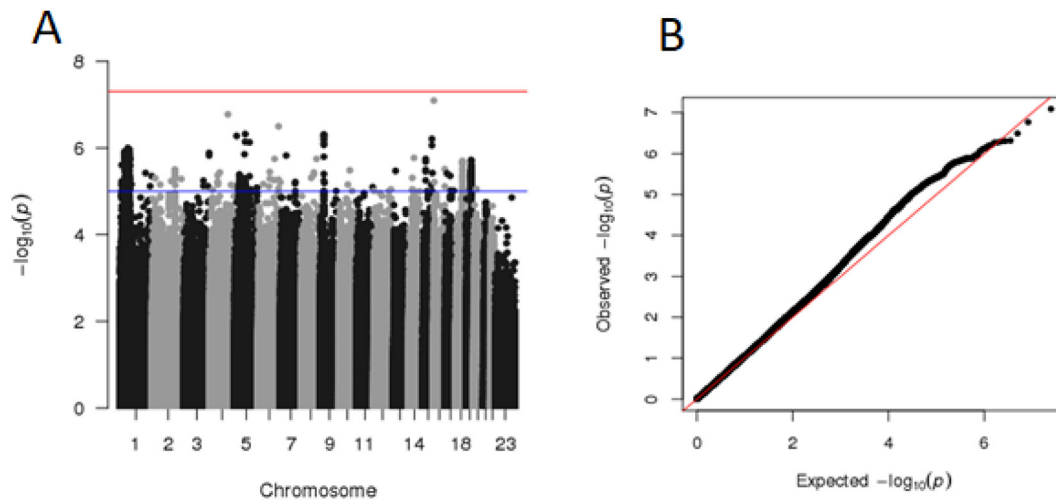 A
B
8
6
4
2
0
−log₁₀(p)
1 2 3 5 7 9 11 14 18 23
Chromosome
7
6
5
4
3
2
1
0
Observed −log₁₀(p)
0 2 4 6
Expected −log₁₀(p)